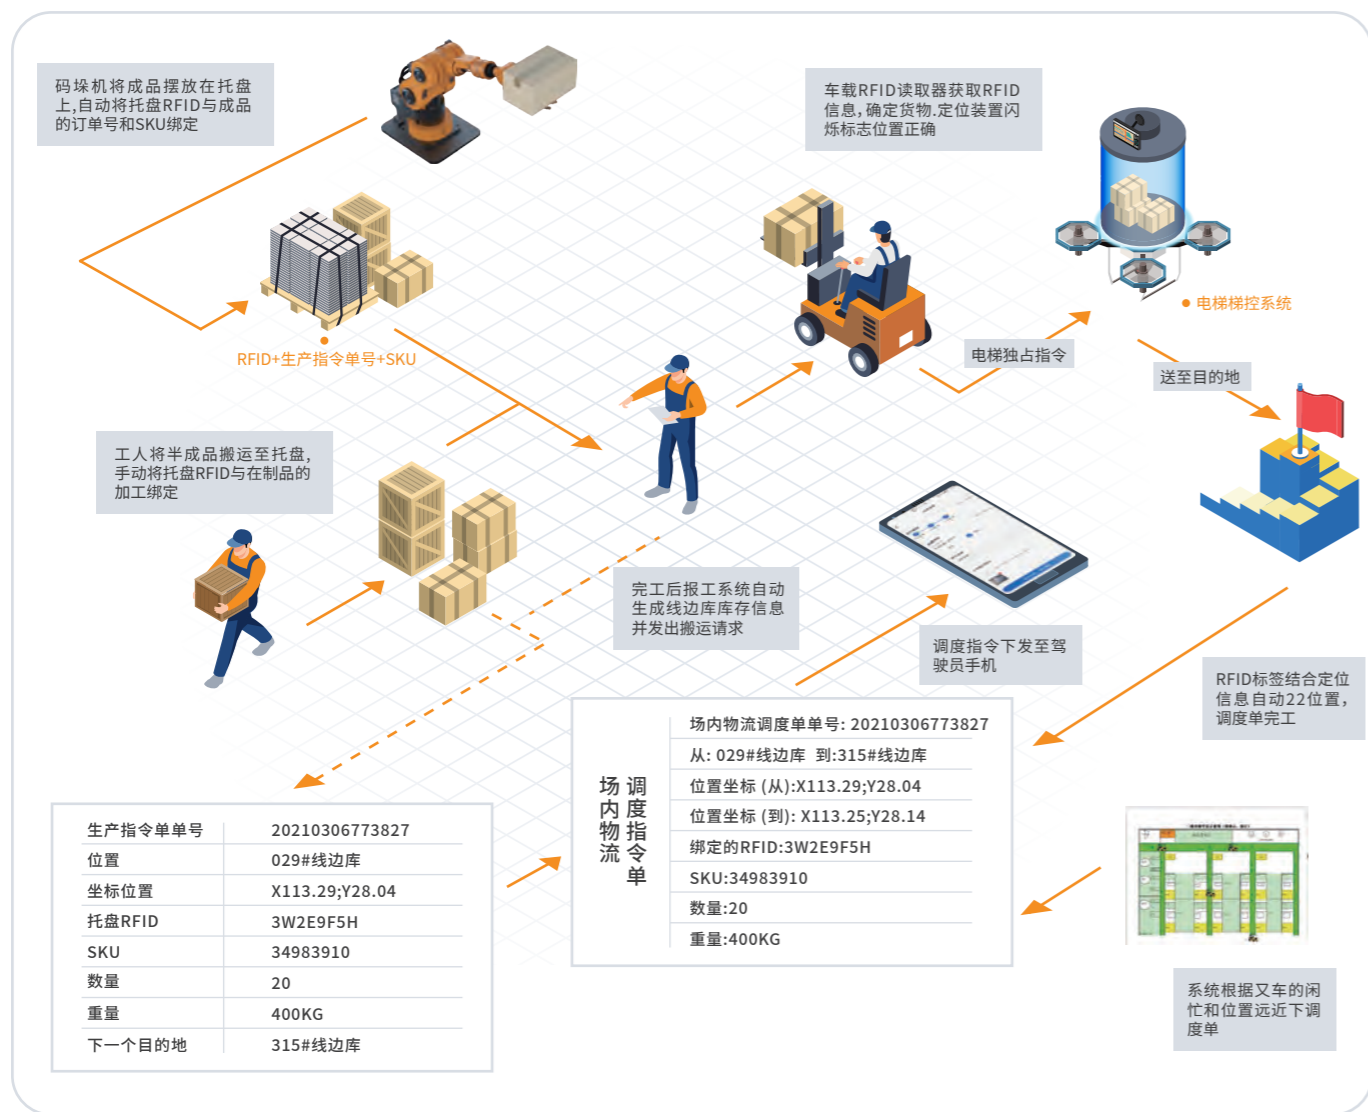 码垛机将成品摆放在托盘
上,自动将托盘RFID与成品
的订单号和SKU绑定
车载RFID读取器获取RFID
信息,确定货物.定位装置闪
烁标志位置正确
电梯梯控系统
RFID+生产指令单号+SKU
电梯独占指令
送至目的地
工人将半成品搬运至托盘,
手动将托盘RFID与在制品的
加工绑定
完工后报工系统自动
生成线边库库存信息
并发出搬运请求
调度指令下发至驾
驶员手机
RFID标签结合定位
信息自动22位置,
调度单完工
场内物流
调度指令单
场内物流调度单单号: 20210306773827
从: 029#线边库 到:315#线边库
位置坐标 (从):X113.29;Y28.04
位置坐标 (到): X113.25;Y28.14
绑定的RFID:3W2E9F5H
SKU:34983910
数量:20
重量:400KG
生产指令单单号 20210306773827
位置 029#线边库
坐标位置 X113.29;Y28.04
托盘RFID 3W2E9F5H
SKU 34983910
数量 20
重量 400KG
下一个目的地 315#线边库
系统根据又车的闲
忙和位置远近下调
度单